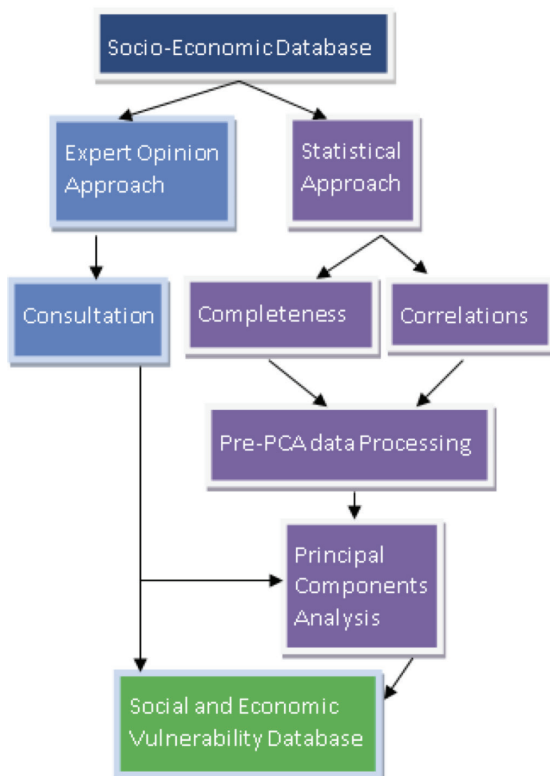 Socio-Economic Database
Expert Opinion
Approach
Statistical
Approach
Consultation
Completeness
Correlations
Pre-PCA data Processing
Principal
Components
Analysis
Social and Economic
Vulnerability Database